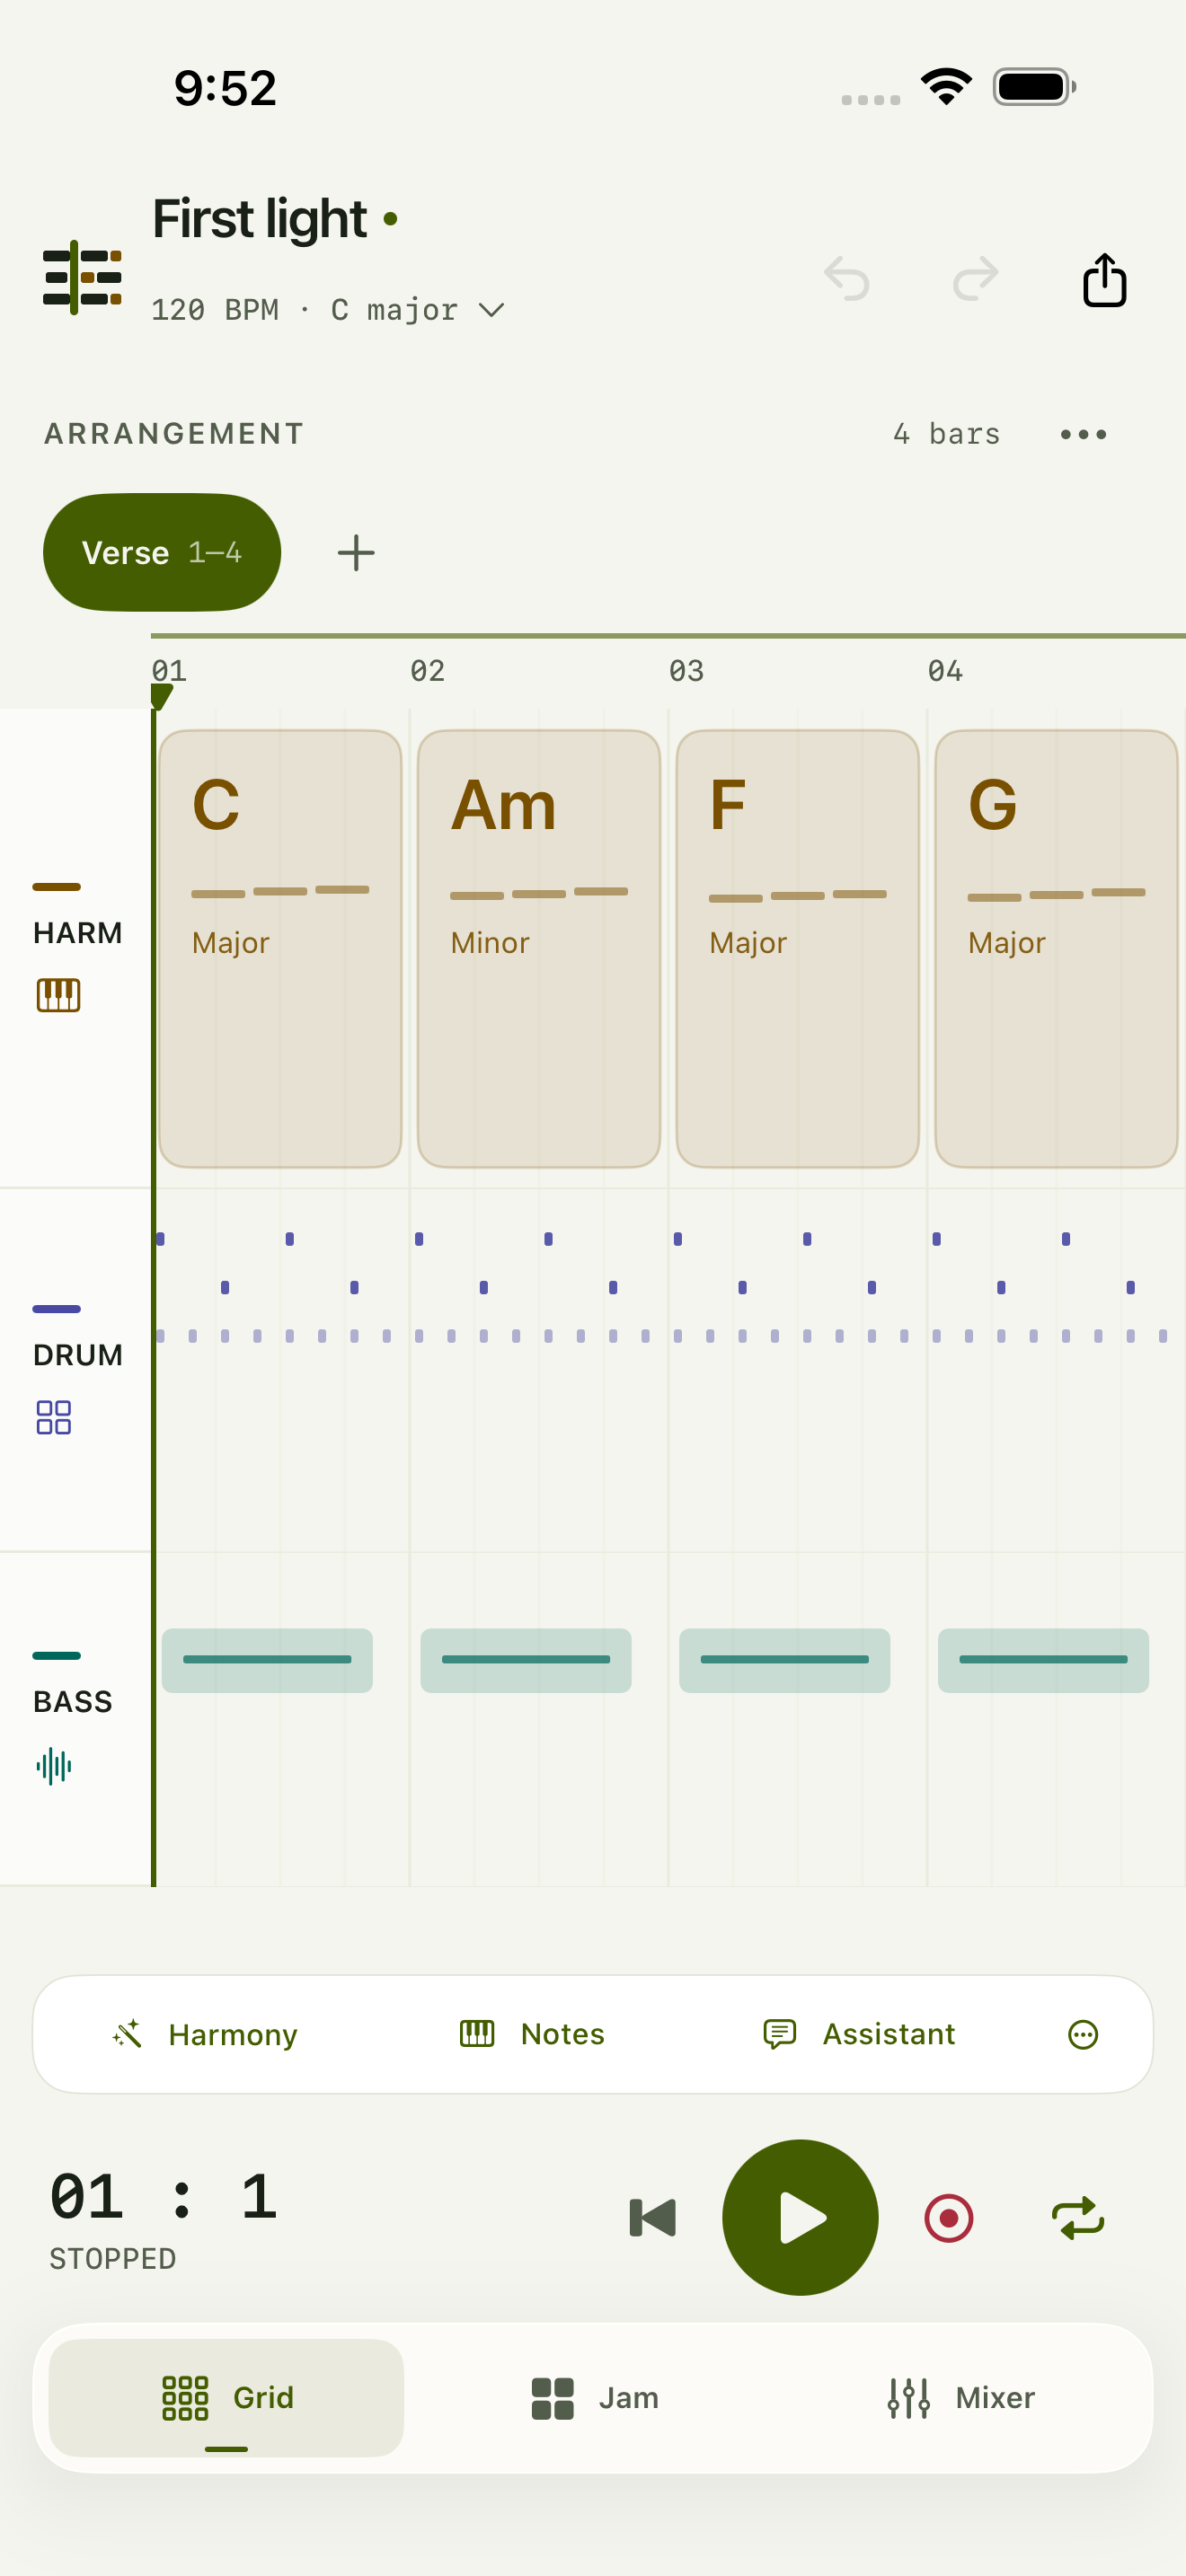 9:52
First light
120 BPM · C major
ARRANGEMENT
4 bars
Verse 1–4
01 02 03 04
C Am F G
Major Minor Major Major
HARM
DRUM
BASS
Harmony Notes Assistant
01 : 1
STOPPED
Grid Jam Mixer